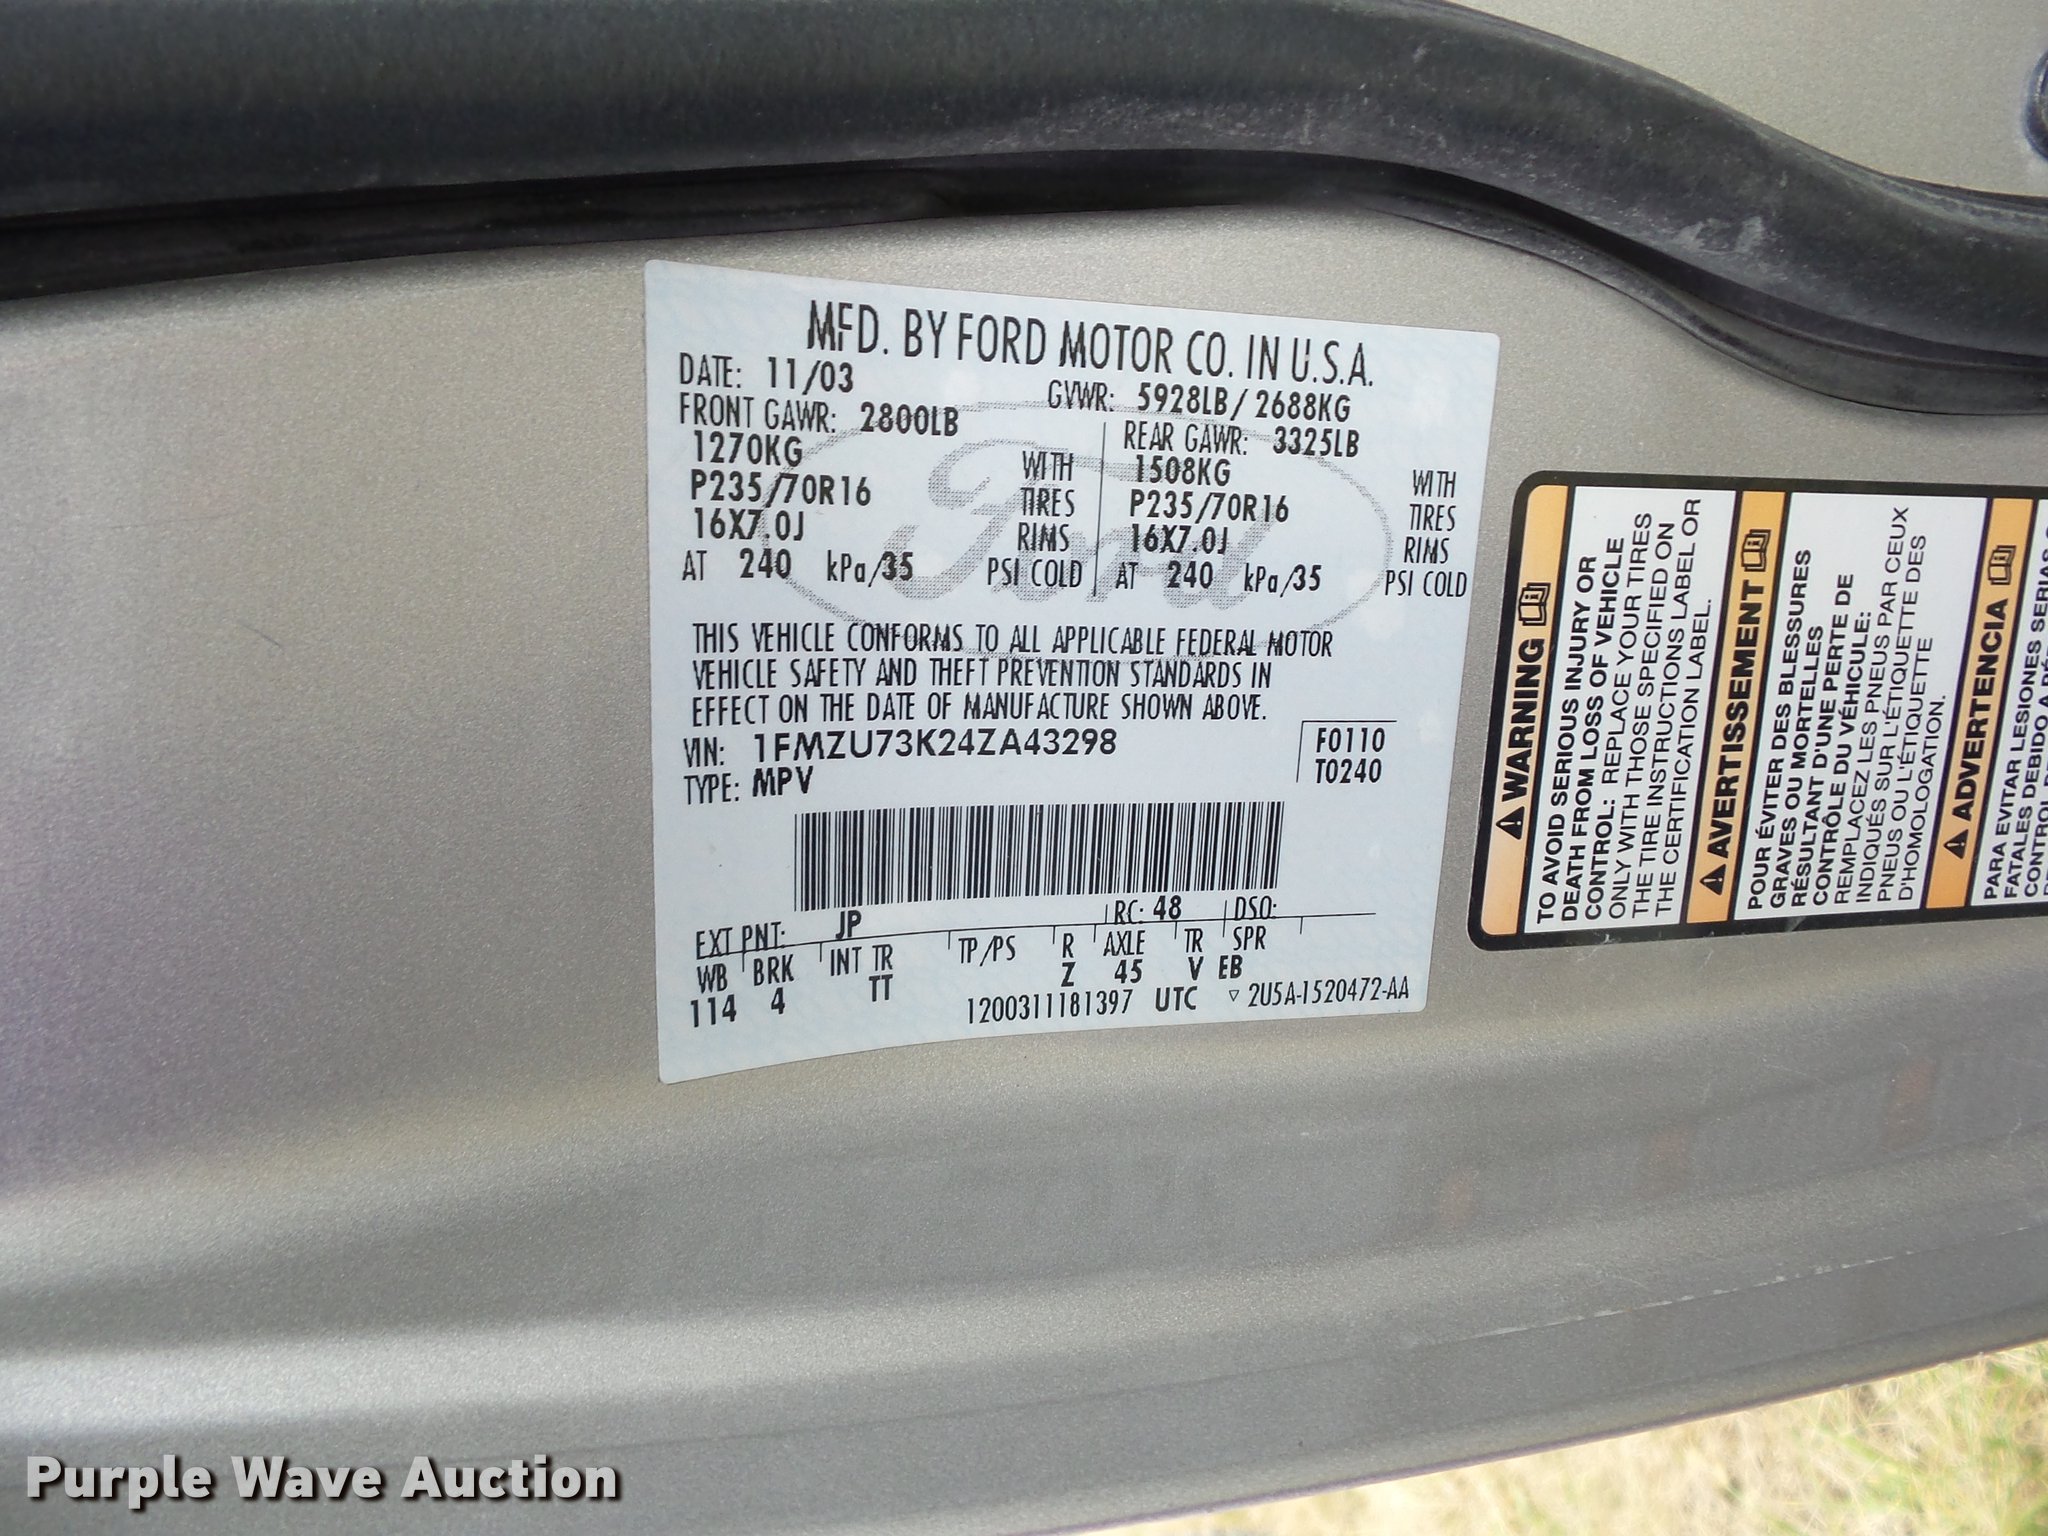 MFD. BY FORD MOTOR CO. IN U.S.A.
DATE: 11/03 GVWR: 5928LB/2688KG
FRONT GAWR: 2800LB REAR GAWR: 3325LB
1270KG WITH 1508KG WITH
P235/70R16 TIRES P235/70R16 TIRES
16X7.0J RIMS 16X7.0J RIMS
AT 240 kPa/35 PSI COLD AT 240 kPa/35 PSI COLD
Ford
THIS VEHICLE CONFORMS TO ALL APPLICABLE FEDERAL MOTOR
VEHICLE SAFETY AND THEFT PREVENTION STANDARDS IN
EFFECT ON THE DATE OF MANUFACTURE SHOWN ABOVE.
VIN: 1FMZU73K24ZA43298 F0110
TYPE: MPV T0240
EXT PNT: JP RC: 48 DSO:
WB BRK INT TR TP/PS R AXLE TR SPR
114 4 TT Z 45 V EB
1200311181397 UTC ▽ 2U5A-1520472-AA
⚠ WARNING
TO AVOID SERIOUS INJURY OR
DEATH FROM LOSS OF VEHICLE
CONTROL: REPLACE YOUR TIRES
ONLY WITH THOSE SPECIFIED ON
THE TIRE INSTRUCTIONS LABEL OR
THE CERTIFICATION LABEL.
⚠ AVERTISSEMENT
POUR ÉVITER DES BLESSURES
GRAVES OU MORTELLES
RÉSULTANT D'UNE PERTE DE
CONTRÔLE DU VÉHICULE:
REMPLACEZ LES PNEUS PAR CEUX
INDIQUÉS SUR L'ÉTIQUETTE DES
PNEUS OU L'ÉTIQUETTE
D'HOMOLOGATION.
⚠ ADVERTENCIA
PARA EVITAR LESIONES SERIAS
FATALES DEBIDO A
Purple Wave Auction